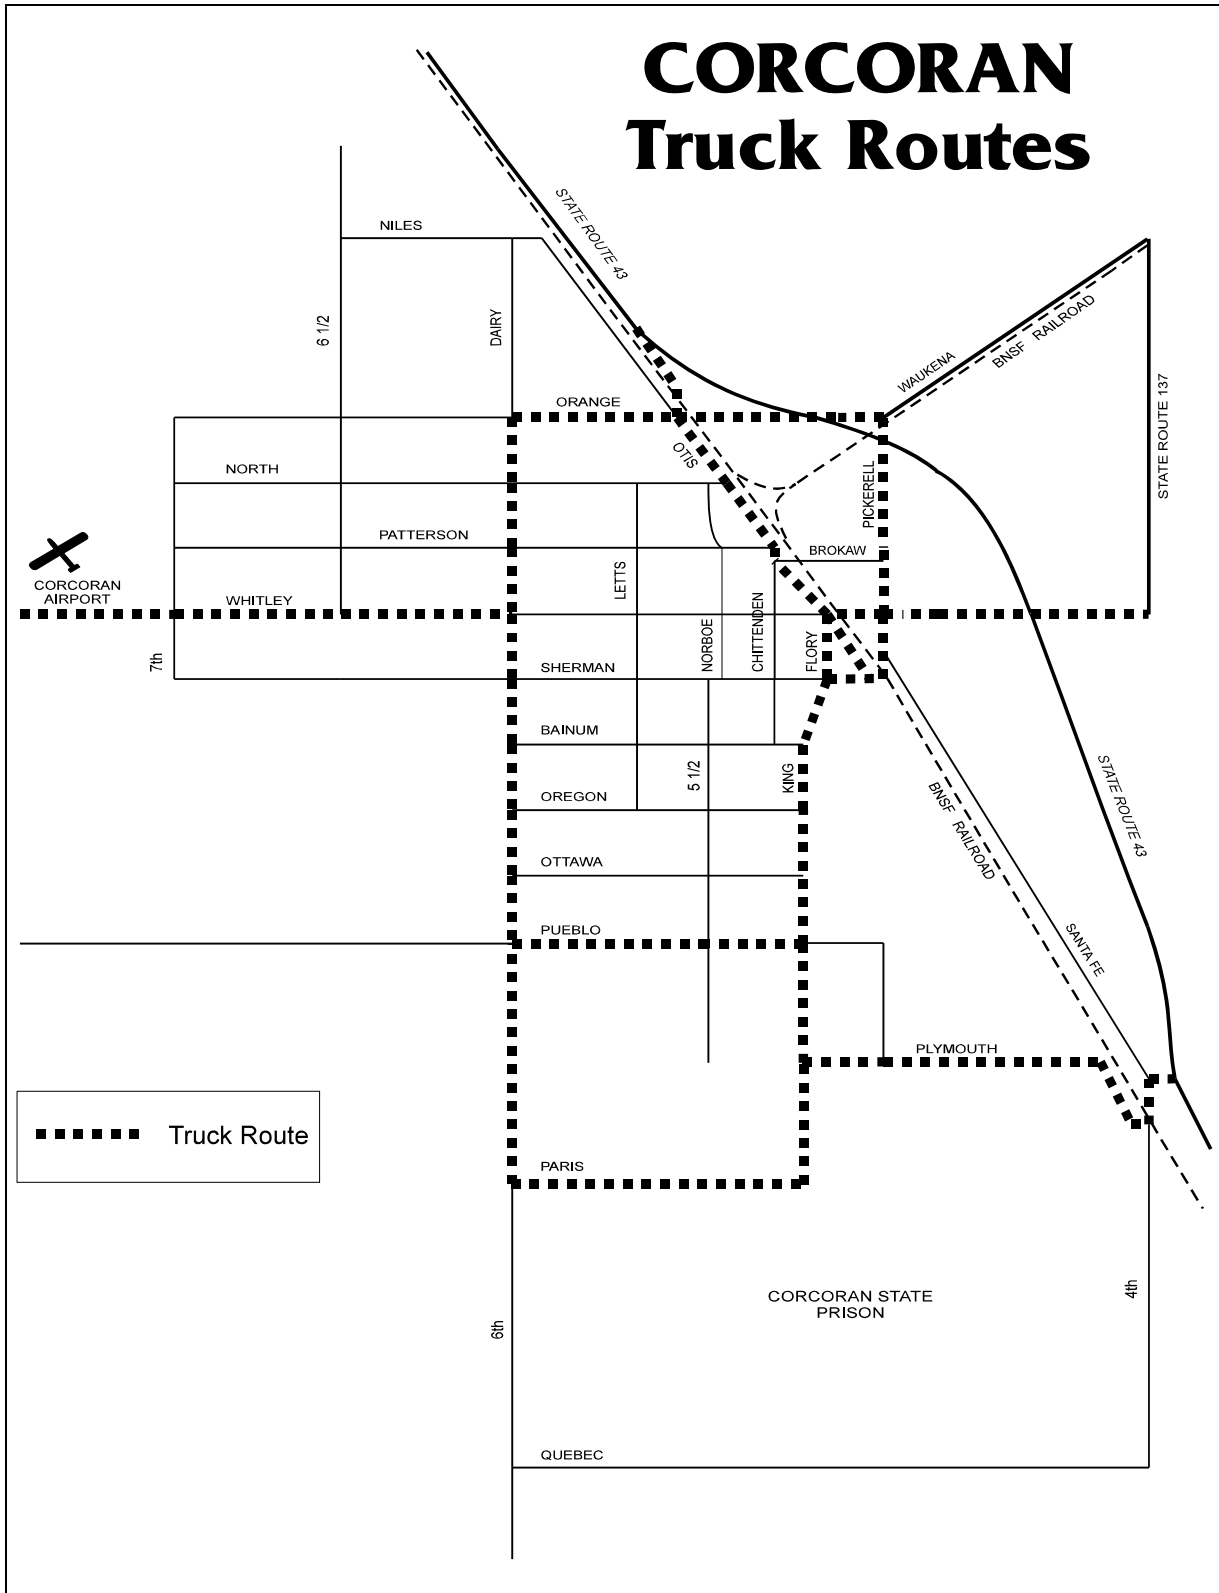 CORCORAN
Truck Routes
STATE ROUTE 43
NILES
6 1/2
DAIRY
WAUKENA
BNSF RAILROAD
STATE ROUTE 137
ORANGE
OTIS
NORTH
PICKERELL
PATTERSON
BROKAW
CORCORAN
AIRPORT
WHITLEY
LETTS
NORBOE
CHITTENDEN
FLORY
7th
SHERMAN
BAINUM
5 1/2
KING
OREGON
BNSF RAILROAD
STATE ROUTE 43
OTTAWA
PUEBLO
SANTA FE
PLYMOUTH
Truck Route
PARIS
CORCORAN STATE
PRISON
4th
6th
QUEBEC